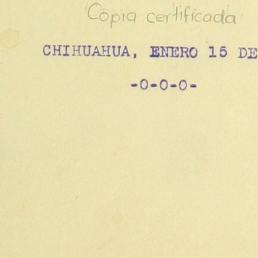 Copia certificada
CHIHUAHUA, ENERO 15 DE
-0-0-0-